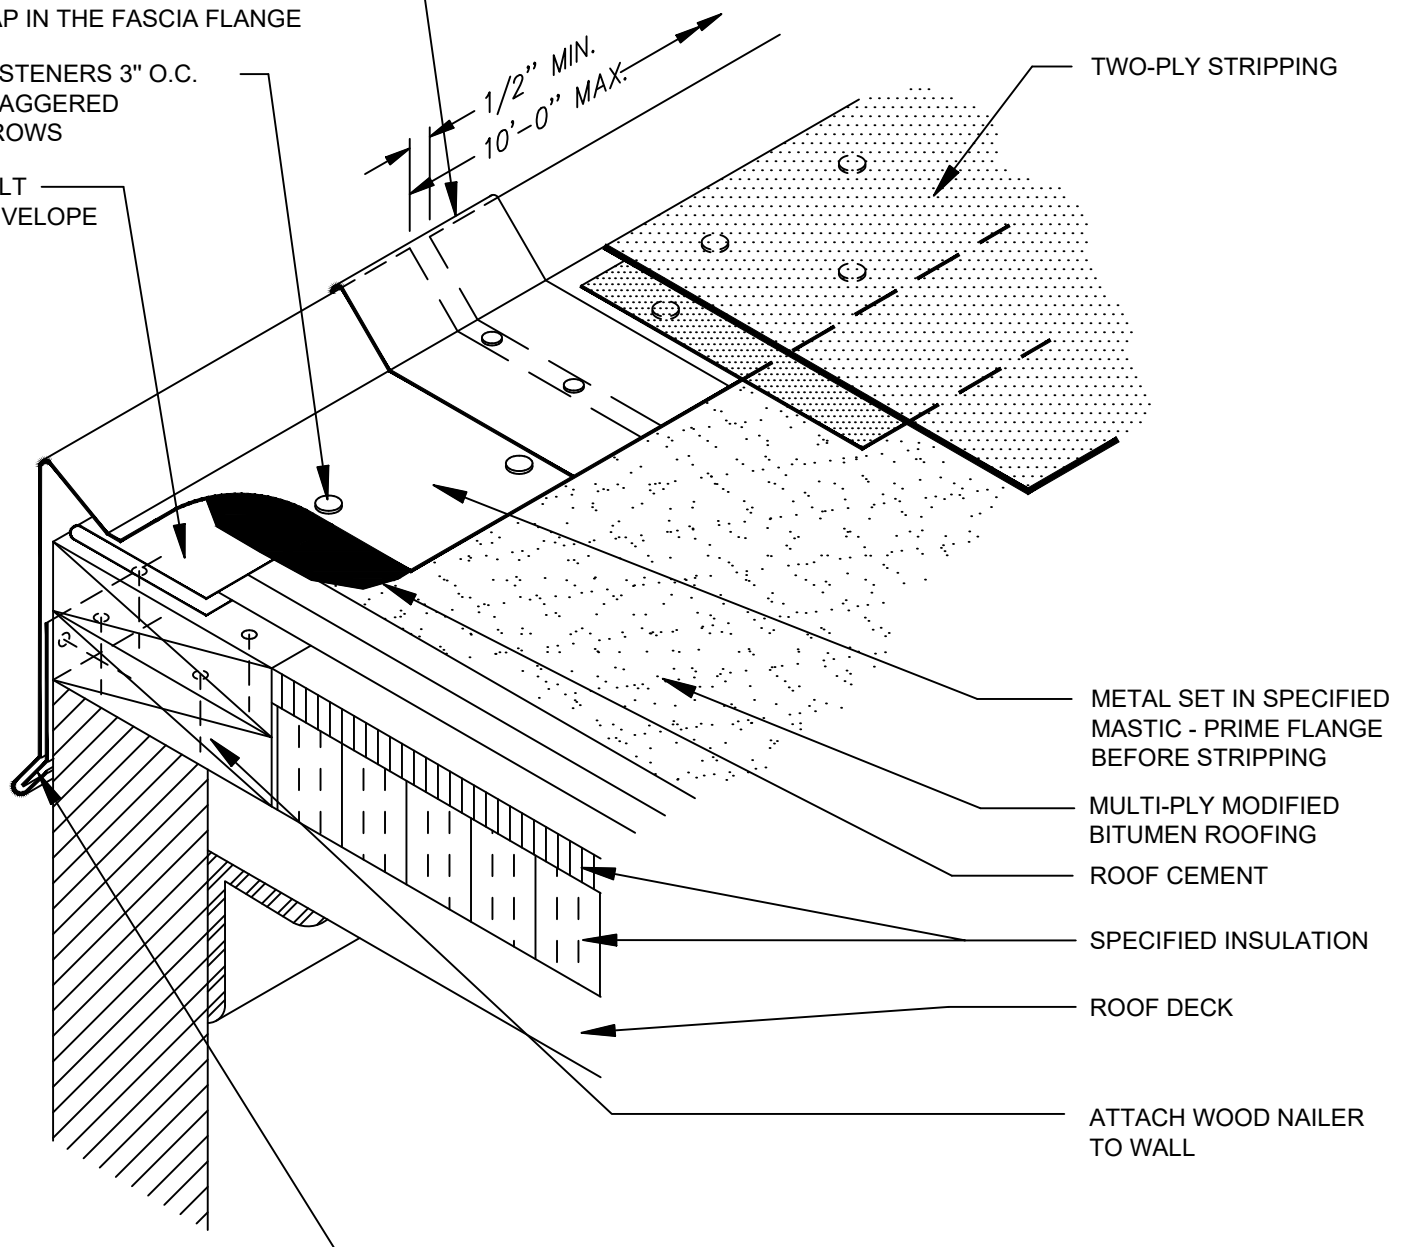 AP IN THE FASCIA FLANGE
STENERS 3" O.C.
AGGERED
ROWS
LT
VELOPE
1/2" MIN.
10'-0" MAX.
TWO-PLY STRIPPING
METAL SET IN SPECIFIED
MASTIC - PRIME FLANGE
BEFORE STRIPPING
MULTI-PLY MODIFIED
BITUMEN ROOFING
ROOF CEMENT
SPECIFIED INSULATION
ROOF DECK
ATTACH WOOD NAILER
TO WALL